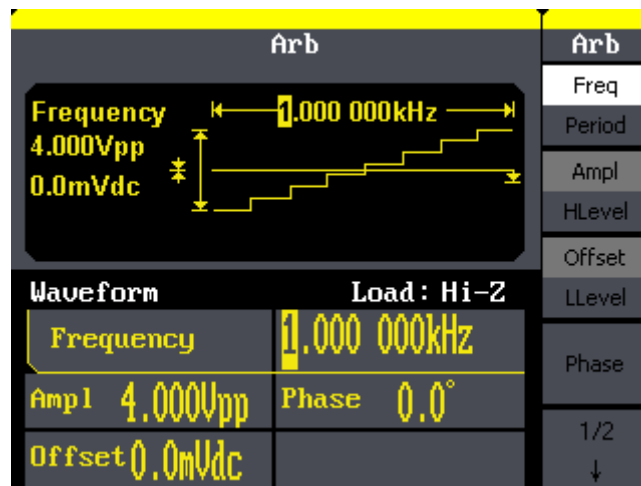 Arb
Frequency 1.000 000kHz
4.000Vpp
0.0mVdc
Waveform Load: Hi-Z
Frequency 1.000 000kHz
Ampl 4.000Vpp Phase 0.0°
Offset 0.0mVdc
Arb
Freq
Period
Ampl
HLevel
Offset
LLevel
Phase
1/2
↓